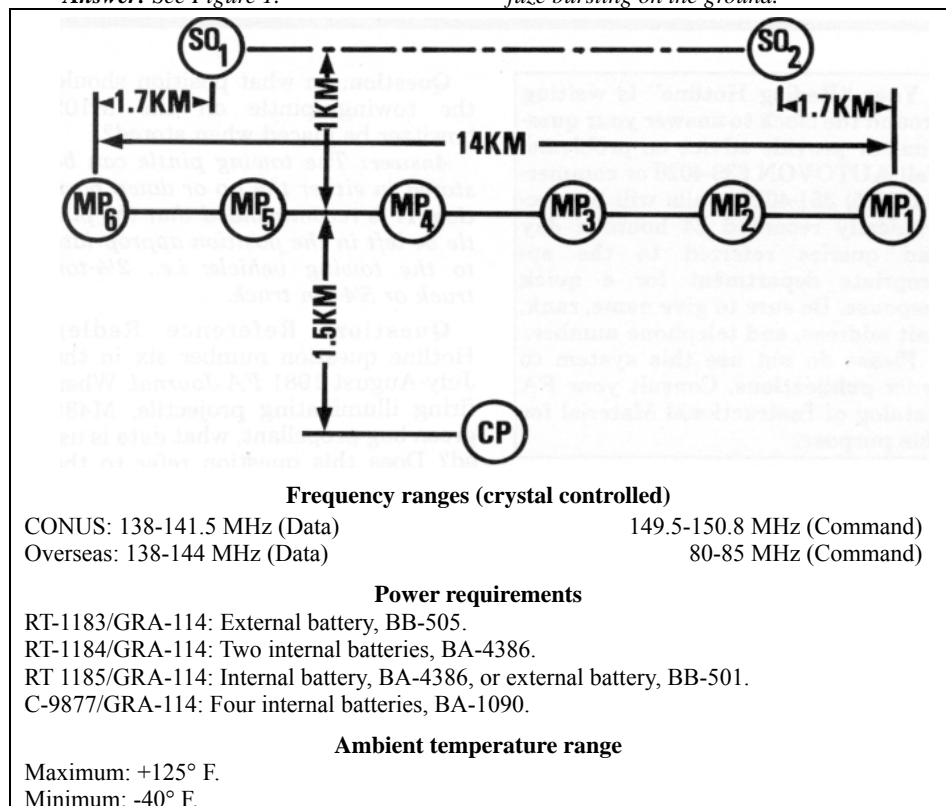 Answer: See Figure 1.
fuze bursting on the ground.
SO1
SO2
1.7KM
1KM
1.7KM
14KM
MP6
MP5
MP4
MP3
MP2
MP1
1.5KM
CP
Frequency ranges (crystal controlled)
CONUS: 138-141.5 MHz (Data) 149.5-150.8 MHz (Command)
Overseas: 138-144 MHz (Data) 80-85 MHz (Command)
Power requirements
RT-1183/GRA-114: External battery, BB-505.
RT-1184/GRA-114: Two internal batteries, BA-4386.
RT 1185/GRA-114: Internal battery, BA-4386, or external battery, BB-501.
C-9877/GRA-114: Four internal batteries, BA-1090.
Ambient temperature range
Maximum: +125° F.
Minimum: -40° F.